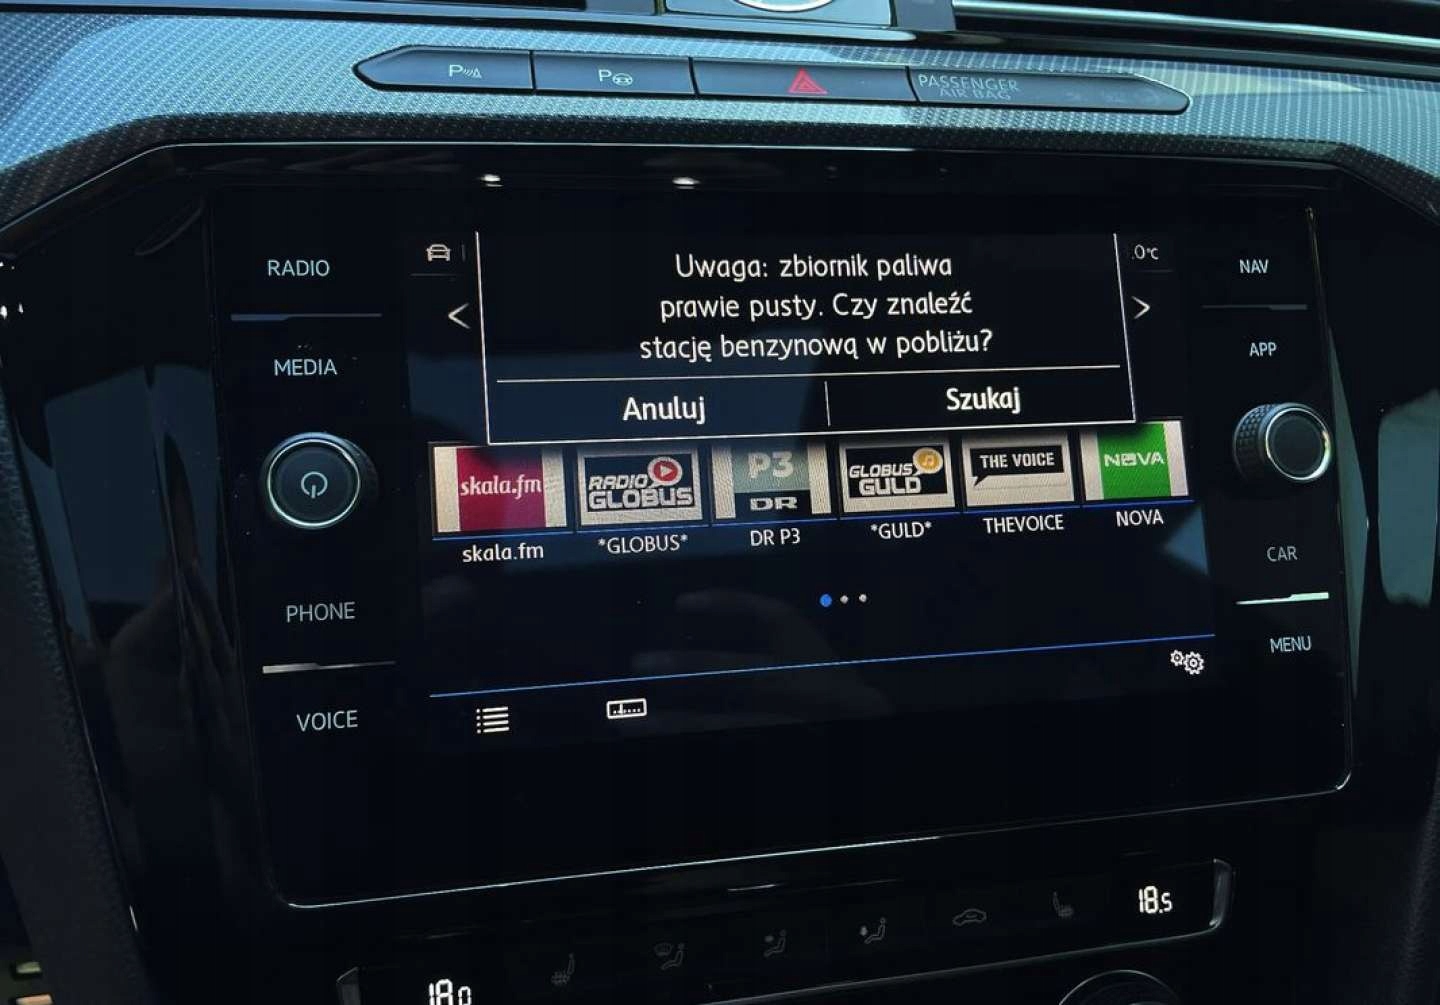 P
P
PASSENGER
AIR BAG
RADIO
MEDIA
PHONE
VOICE
Uwaga: zbiornik paliwa
prawie pusty. Czy znaleźć
stację benzynową w pobliżu?
Anuluj
Szukaj
.0°C
NAV
APP
CAR
MENU
skala.fm
RADIO
GLOBUS
P3
DR
GLOBUS
GULD
THE VOICE
NOVA
skala.fm
*GLOBUS*
DR P3
*GULD*
THEVOICE
NOVA
18.0
18.5